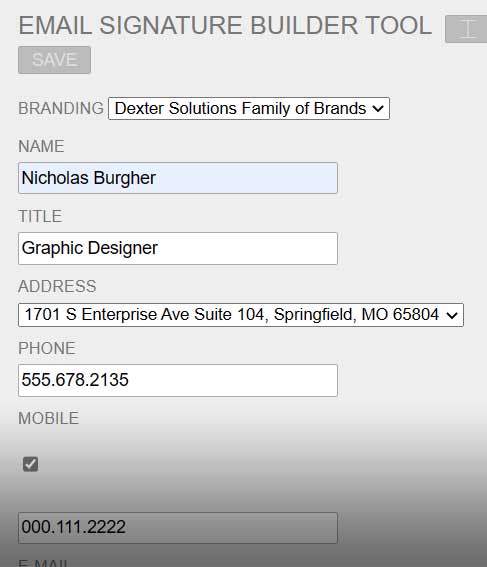 EMAIL SIGNATURE BUILDER TOOL
SAVE
BRANDING Dexter Solutions Family of Brands
NAME
Nicholas Burgher
TITLE
Graphic Designer
ADDRESS
1701 S Enterprise Ave Suite 104, Springfield, MO 65804
PHONE
555.678.2135
MOBILE
000.111.2222
E-MAIL